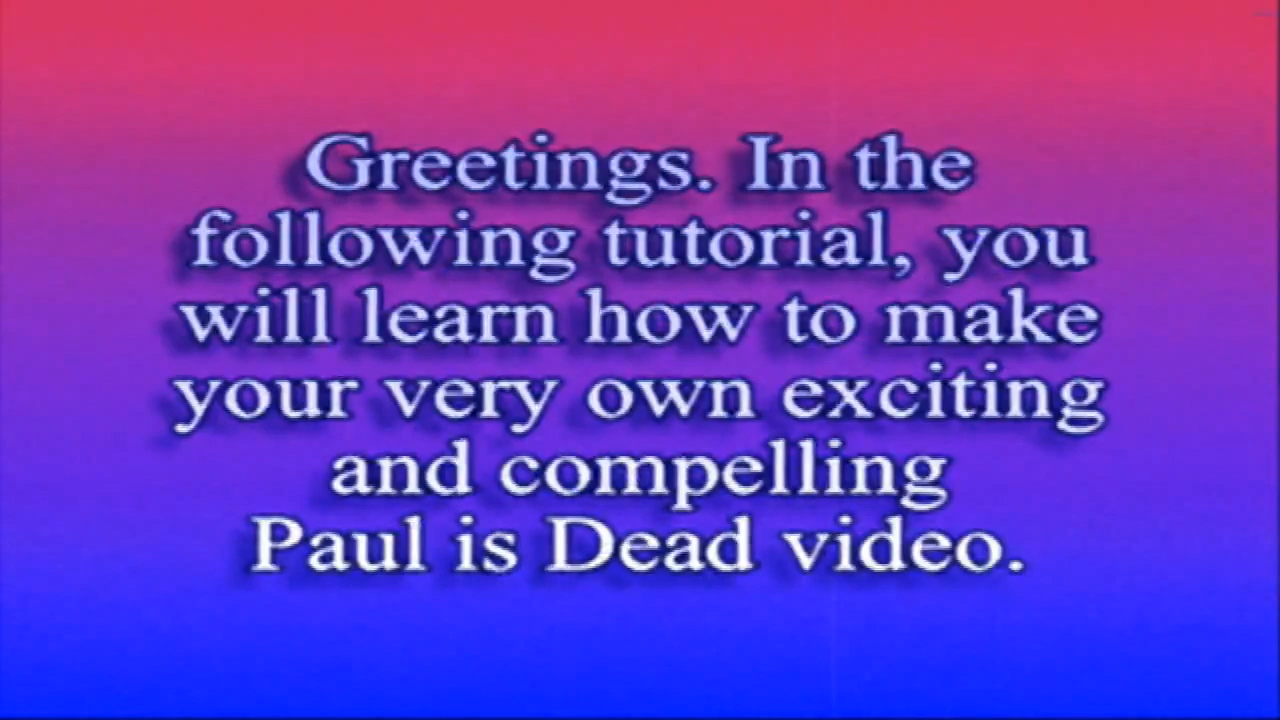 Greetings. In the
following tutorial, you
will learn how to make
your very own exciting
and compelling
Paul is Dead video.